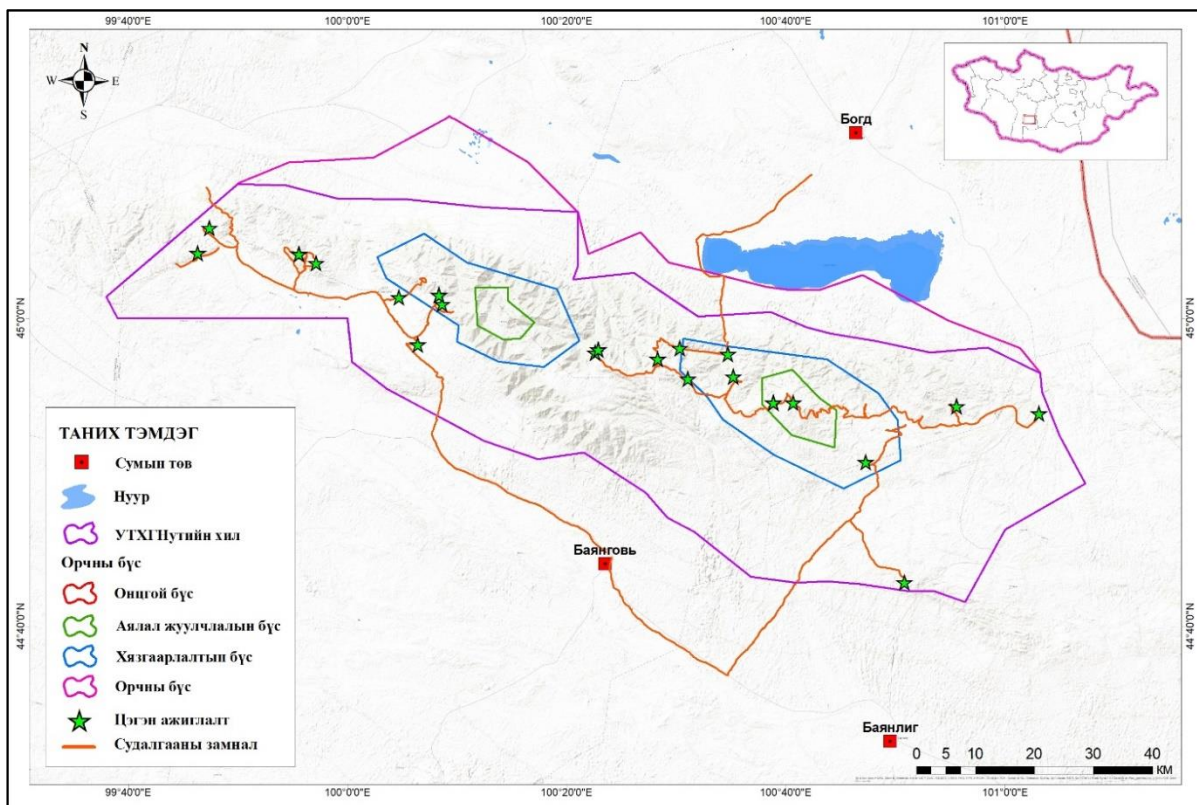 99°40'0"E 100°0'0"E 100°20'0"E 100°40'0"E 101°0'0"E
N
W E
S
Богд
45°0'0"N 45°0'0"N
ТАНИХ ТЭМДЭГ
Сумын төв
Нуур
УТХГНутийн хил
Орчны бүс
Онцгой бүс
Аялал жуулчлалын бүс
Хязгаарлалтын бүс
Орчны бүс
Цэгэн ажиглалт
Судалгааны замнал
Баянговь
44°40'0"N 44°40'0"N
Баянлиг
0 5 10 20 30 40
КМ
99°40'0"E 100°0'0"E 100°20'0"E 100°40'0"E 101°0'0"E